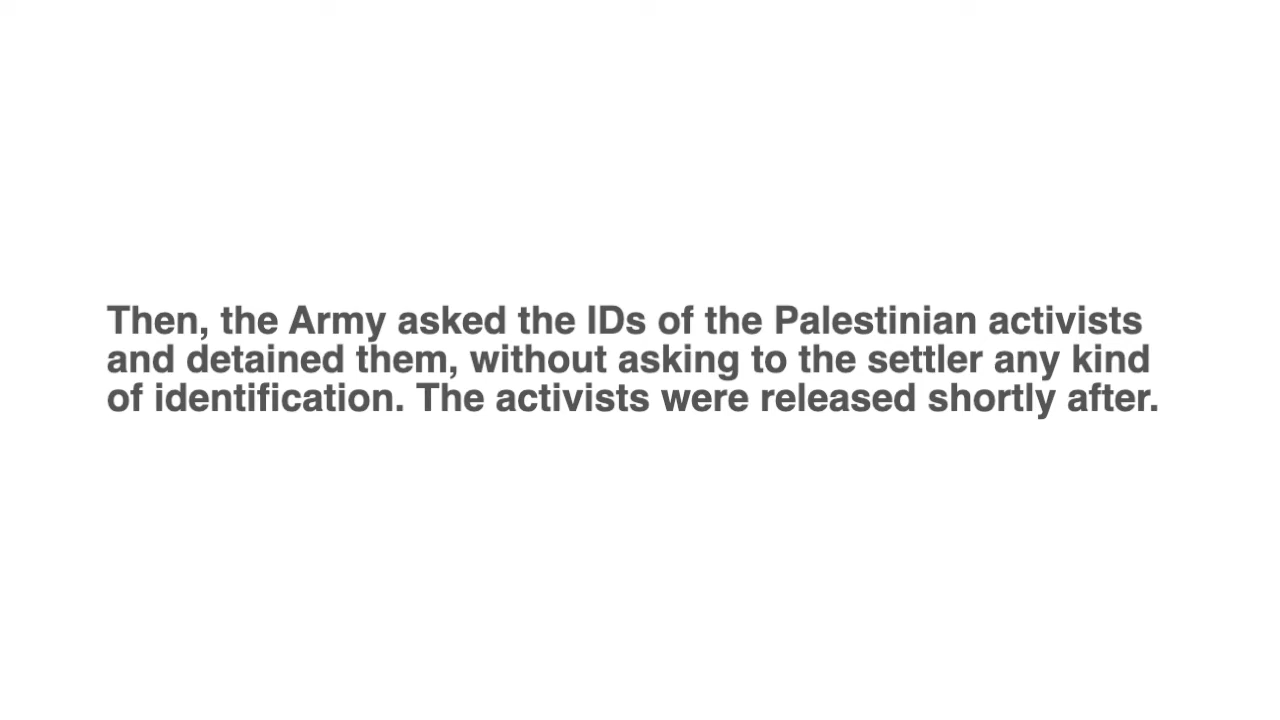 Then, the Army asked the IDs of the Palestinian activists
and detained them, without asking to the settler any kind
of identification. The activists were released shortly after.